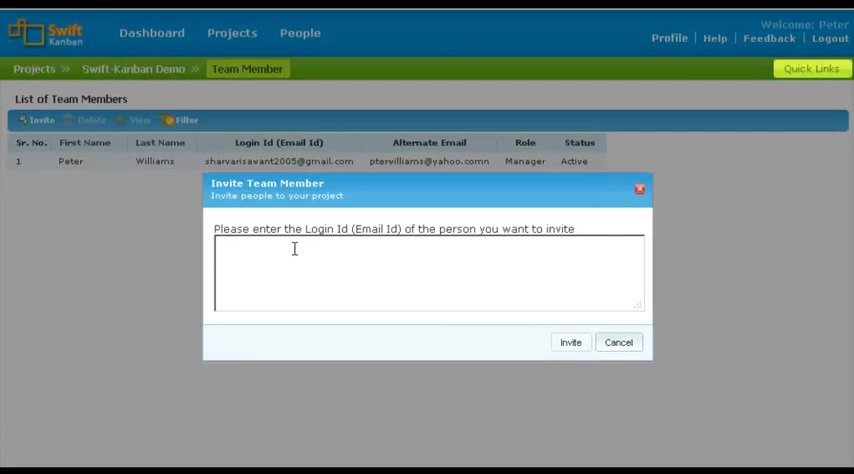 Swift Kanban Dashboard Projects People
Welcome: Peter
Profile | Help | Feedback | Logout
Projects >> Swift-Kanban Demo >> Team Member Quick Links
List of Team Members
Invite Delete View Filter
Sr. No. First Name Last Name Login Id (Email Id) Alternate Email Role Status
1 Peter Williams sharvarisawant2005@gmail.com pterwilliams@yahoo.comn Manager Active
Invite Team Member
Invite people to your project
Please enter the Login Id (Email Id) of the person you want to invite
Invite Cancel